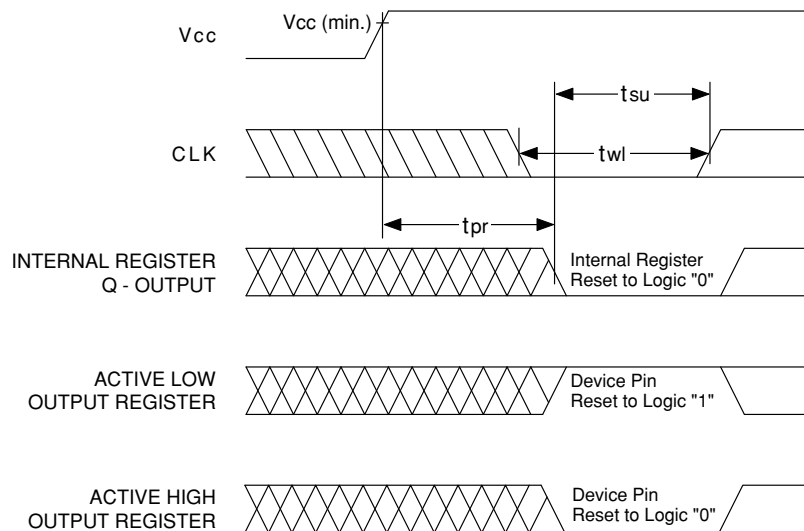 Vcc
Vcc (min.)
tsu
CLK
twl
tpr
INTERNAL REGISTER
Q - OUTPUT
Internal Register
Reset to Logic "0"
ACTIVE LOW
OUTPUT REGISTER
Device Pin
Reset to Logic "1"
ACTIVE HIGH
OUTPUT REGISTER
Device Pin
Reset to Logic "0"